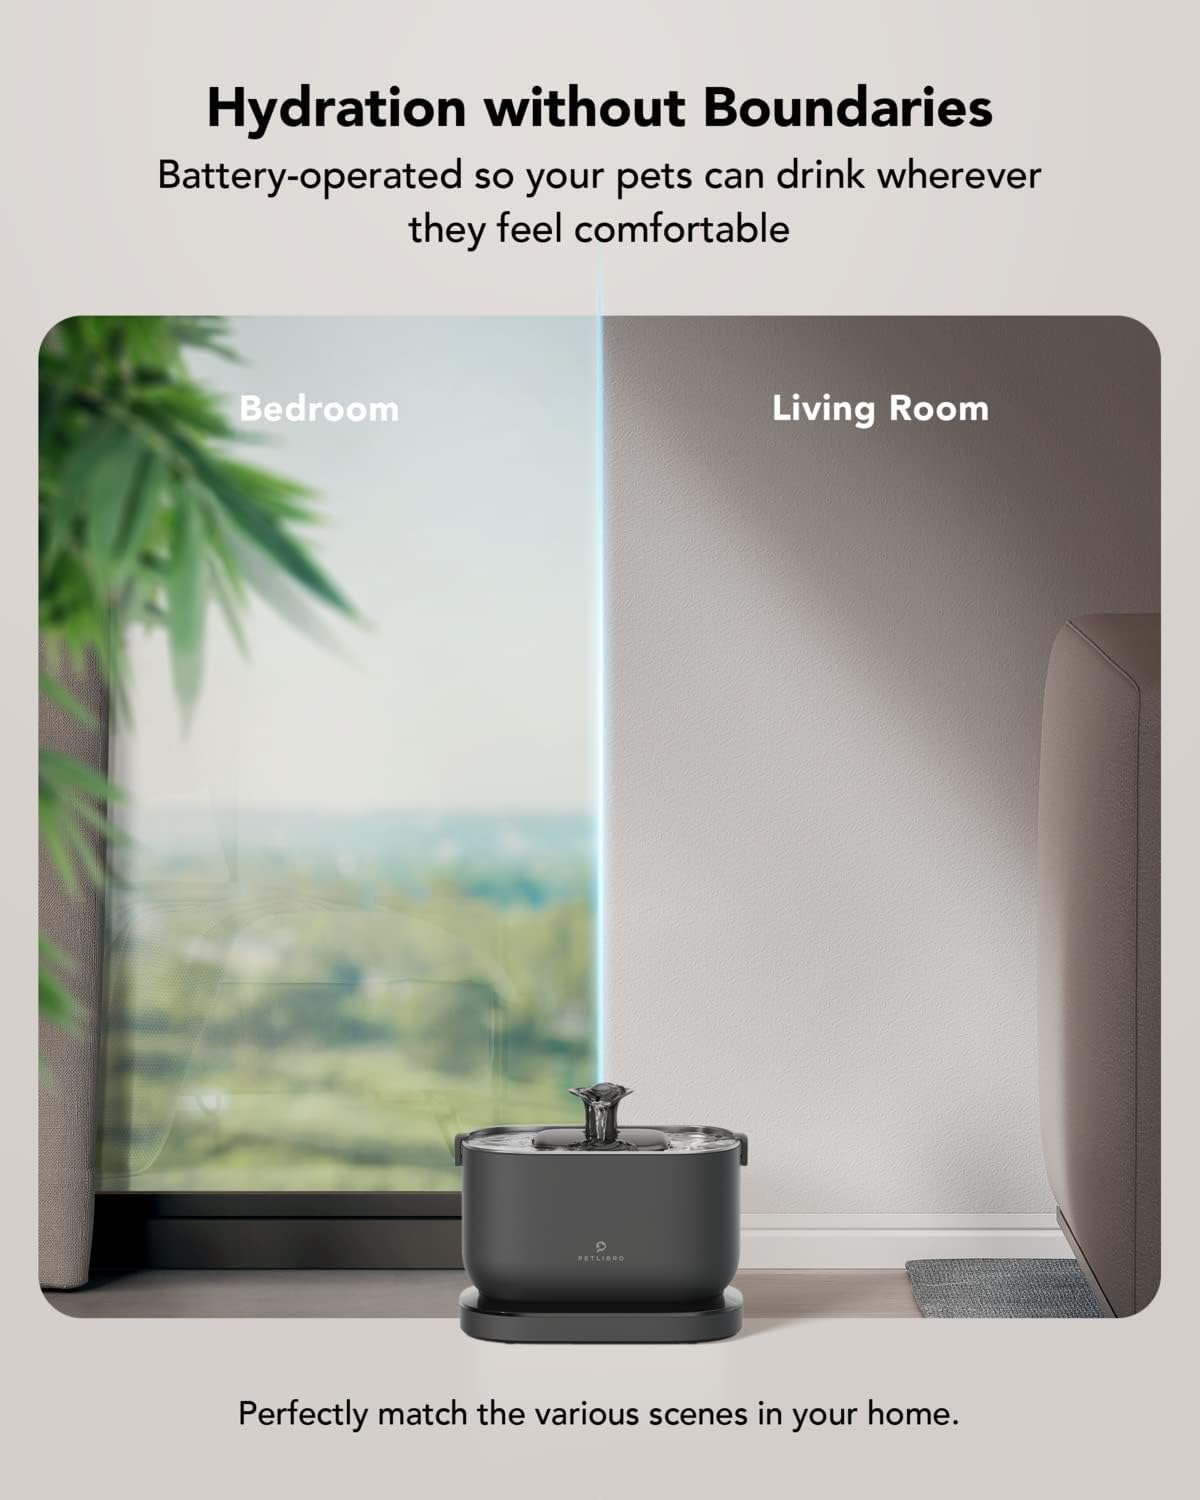 Hydration without Boundaries
Battery-operated so your pets can drink wherever
they feel comfortable
Bedroom
Living Room
PETLIBRO
Perfectly match the various scenes in your home.